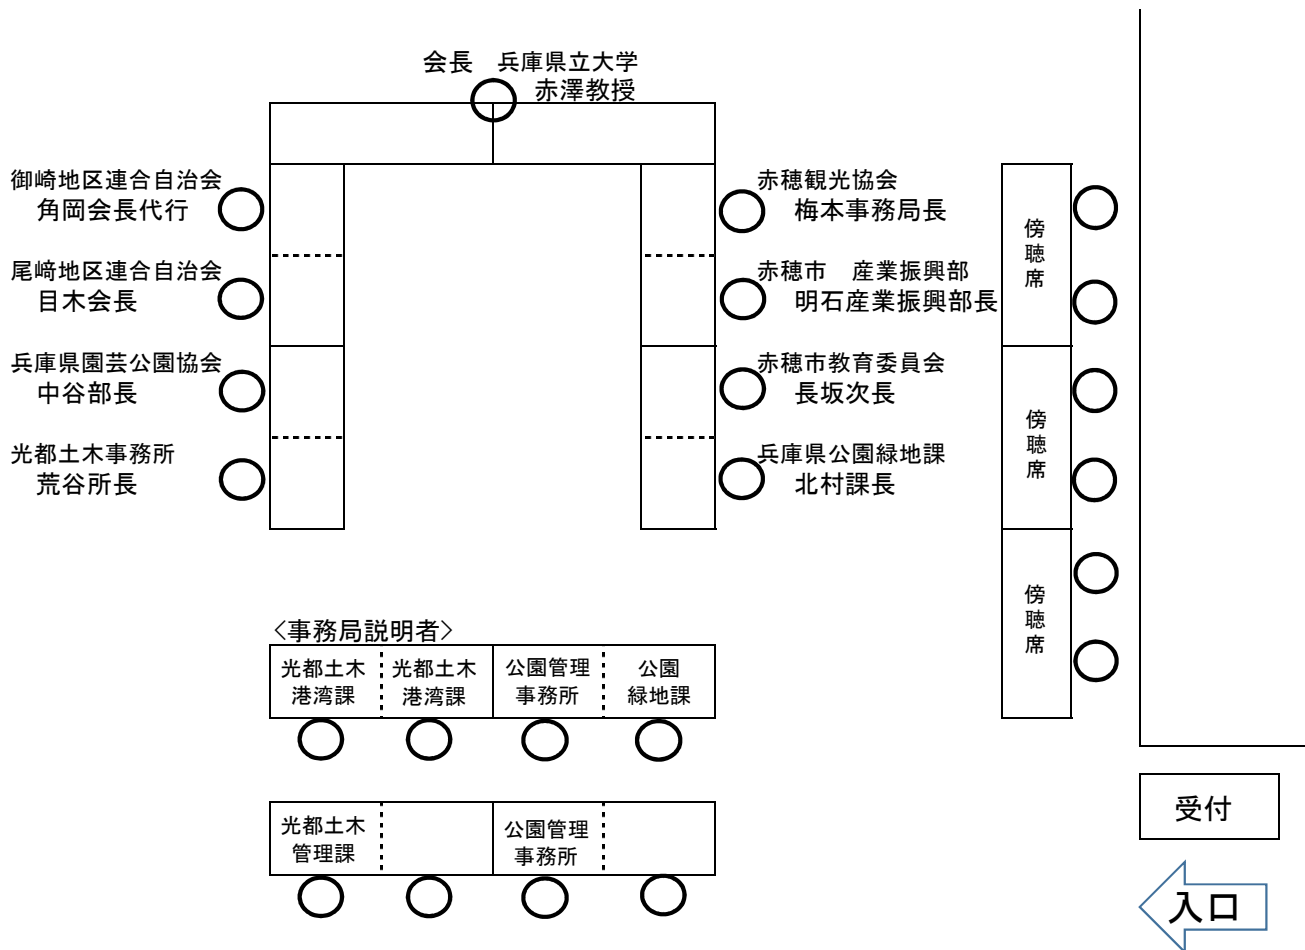 会長　兵庫県立大学
赤澤教授
御崎地区連合自治会
角岡会長代行
尾﨑地区連合自治会
目木会長
兵庫県園芸公園協会
中谷部長
光都土木事務所
荒谷所長
赤穂観光協会
梅本事務局長
赤穂市　産業振興部
明石産業振興部長
赤穂市教育委員会
長坂次長
兵庫県公園緑地課
北村課長
傍聴席
傍聴席
傍聴席
<事務局説明者>
光都土木
港湾課
光都土木
港湾課
公園管理
事務所
公園
緑地課
光都土木
管理課
公園管理
事務所
受付
入口